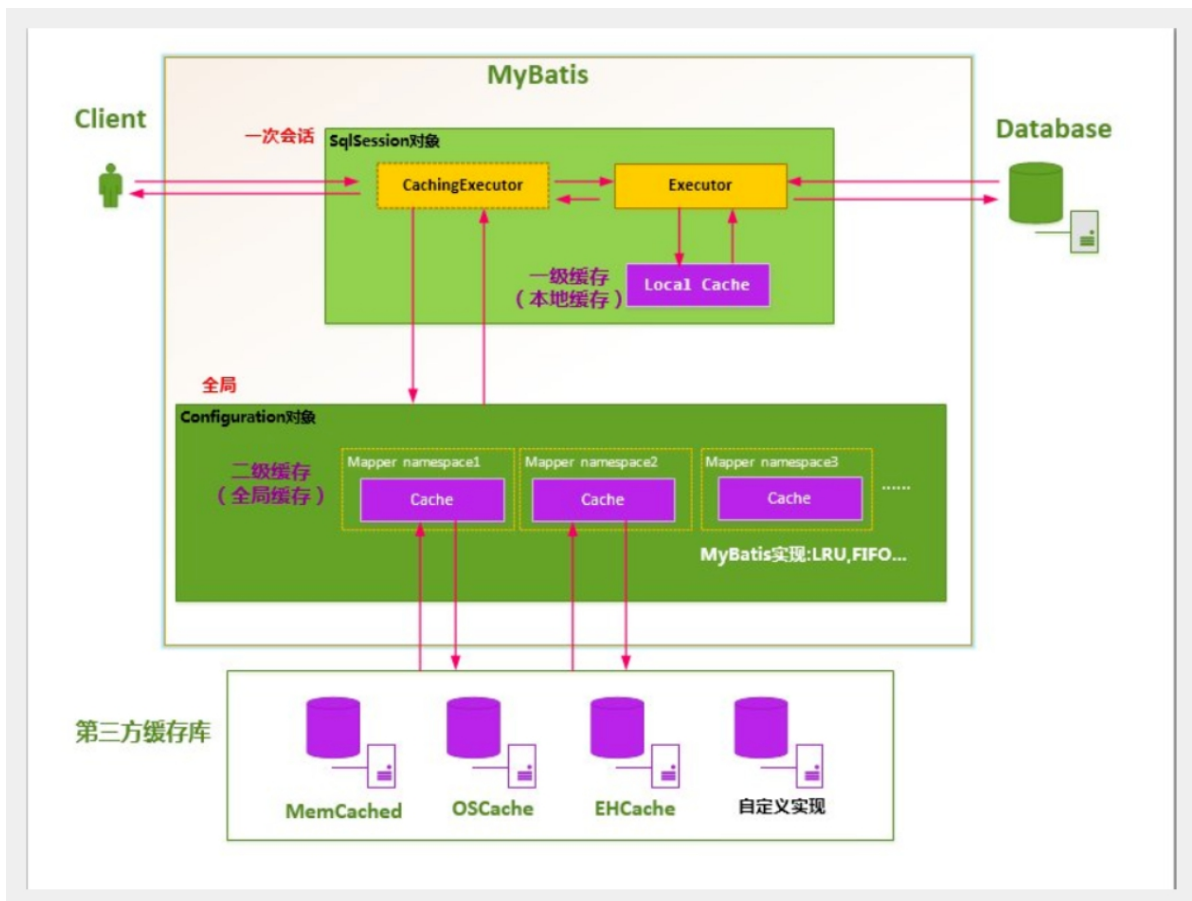 MyBatis
Client
一次会话
SqlSession对象
Database
CachingExecutor
Executor
一级缓存
（本地缓存）
Local Cache
全局
Configuration对象
二级缓存
（全局缓存）
Mapper namespace1
Cache
Mapper namespace2
Cache
Mapper namespace3
Cache
......
MyBatis实现:LRU,FIFO...
第三方缓存库
MemCached
OSCache
EHCache
自定义实现